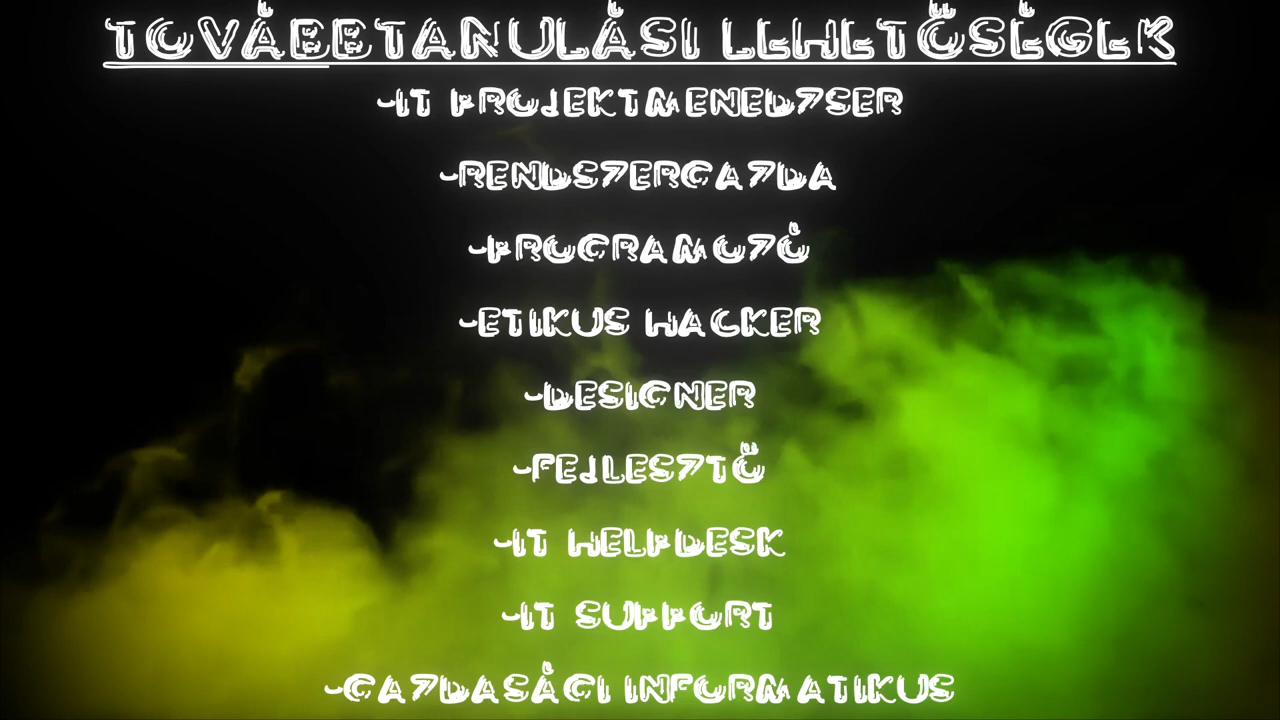 TOVÁBBTANULÁSI LEHETŐSÉGEK
-IT PROJEKTMENEDZSER
-RENDSZERGAZDA
-PROGRAMOZÓ
-ETIKUS HACKER
-DESIGNER
-FEJLESZTŐ
-IT HELPDESK
-IT SUPPORT
-GAZDASÁGI INFORMATIKUS